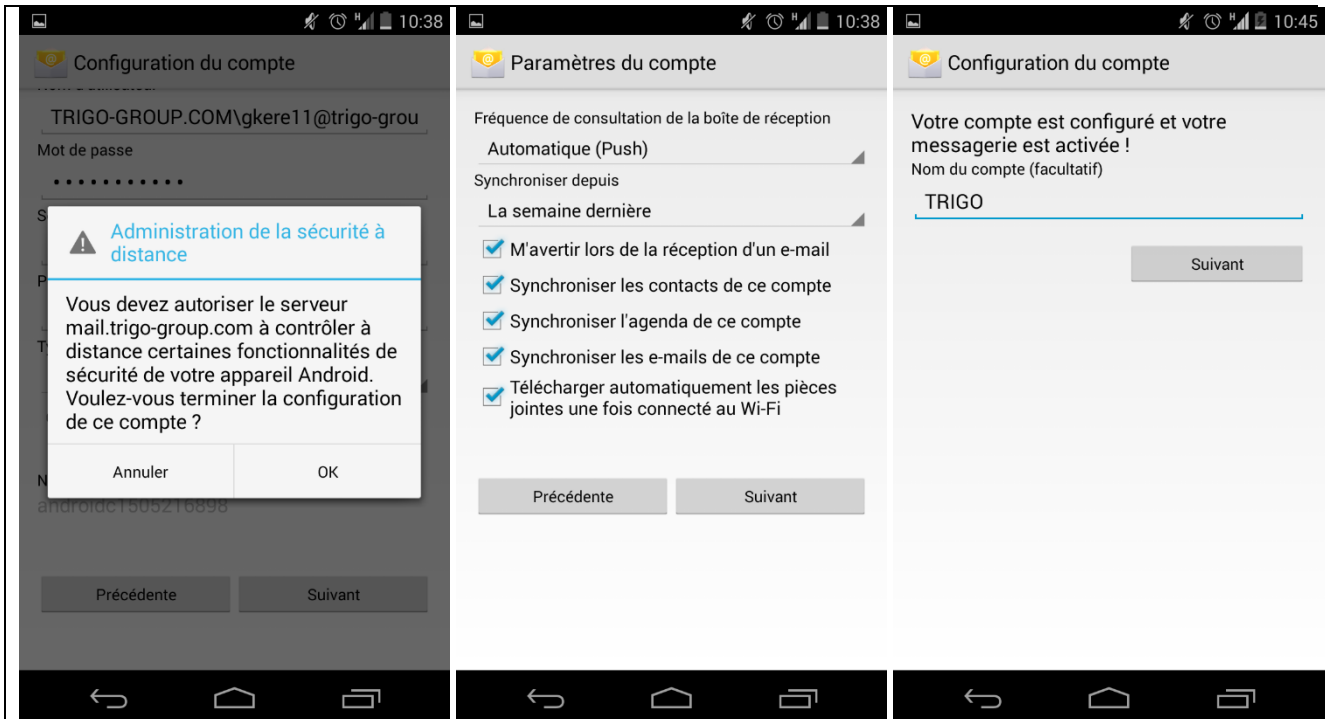 10:38
Configuration du compte
TRIGO-GROUP.COM\gkere11@trigo-grou
Mot de passe
Administration de la sécurité à
distance
Vous devez autoriser le serveur
mail.trigo-group.com à contrôler à
distance certaines fonctionnalités de
sécurité de votre appareil Android.
Voulez-vous terminer la configuration
de ce compte ?
Annuler
OK
androidc1505216898
Précédente
Suivant
H
10:38
Paramètres du compte
Fréquence de consultation de la boîte de réception
Automatique (Push)
Synchroniser depuis
La semaine dernière
M'avertir lors de la réception d'un e-mail
Synchroniser les contacts de ce compte
Synchroniser l'agenda de ce compte
Synchroniser les e-mails de ce compte
Télécharger automatiquement les pièces
jointes une fois connecté au Wi-Fi
Précédente
Suivant
H
10:45
Configuration du compte
Votre compte est configuré et votre
messagerie est activée !
Nom du compte (facultatif)
TRIGO
Suivant